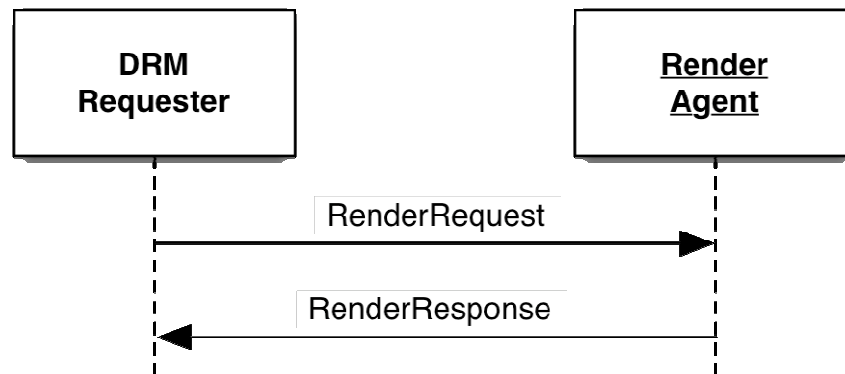 DRM
Requester
Render
Agent
RenderRequest
RenderResponse